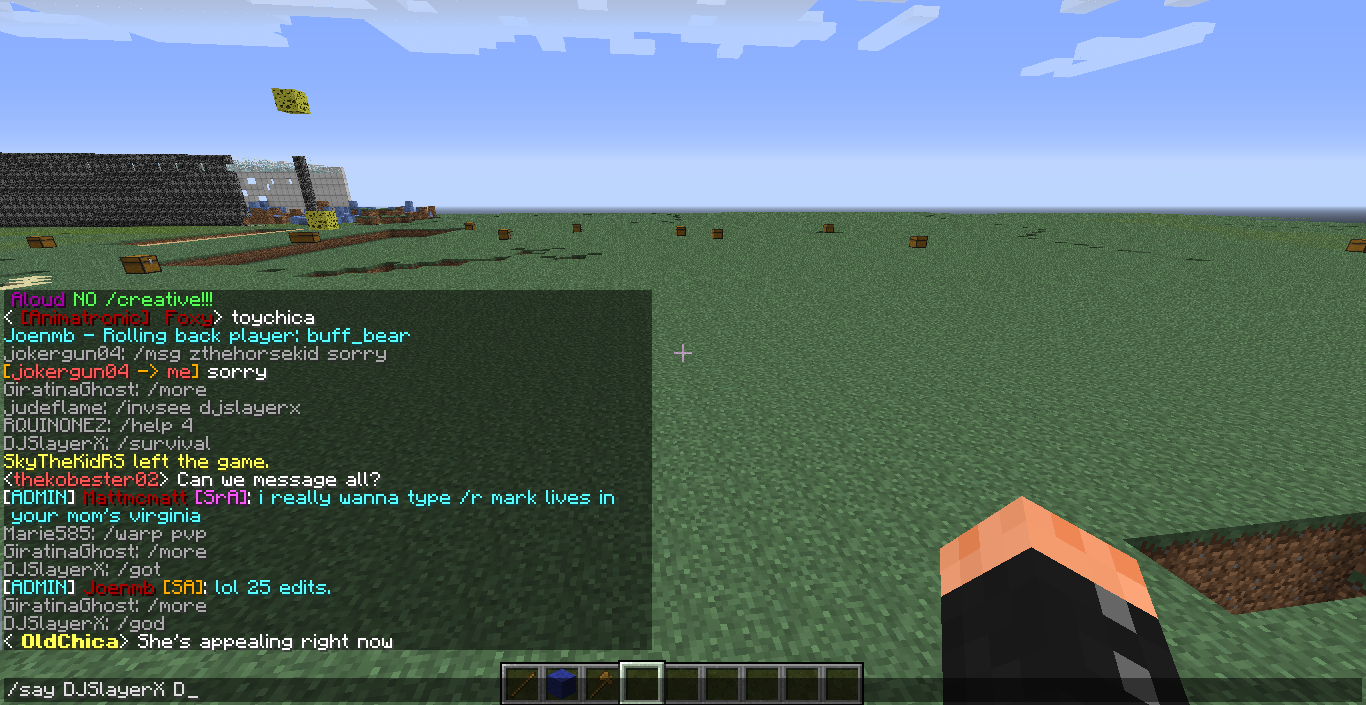 Aloud NO /creative!!!
< [Animatronic] Foxy> toychica
Joenmb - Rolling back player: buff_bear
jokergun04: /msg zthehorsekid sorry
[jokergun04 -> me] sorry
GiratinaGhost: /more
judeflame: /invsee djslayerx
RQUINONEZ: /help 4
DJSlayerX: /survival
SkyTheKidRS left the game.
<thekobester02> Can we message all?
[ADMIN] Mattmcmatt [SrA]: i really wanna type /r mark lives in
your mom's virginia
Marie585: /warp pvp
GiratinaGhost: /more
DJSlayerX: /got
[ADMIN] Joenmb [SA]: lol 25 edits.
GiratinaGhost: /more
DJSlayerX: /god
< OldChica> She's appealing right now
/say DJSlayerX D_